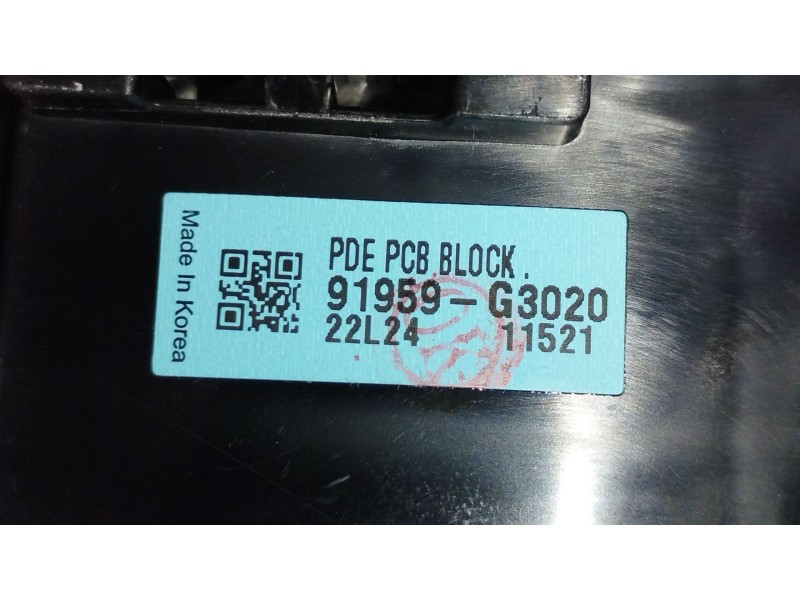 Made In Korea
PDE PCB BLOCK .
91959-G3020
22L24 11521